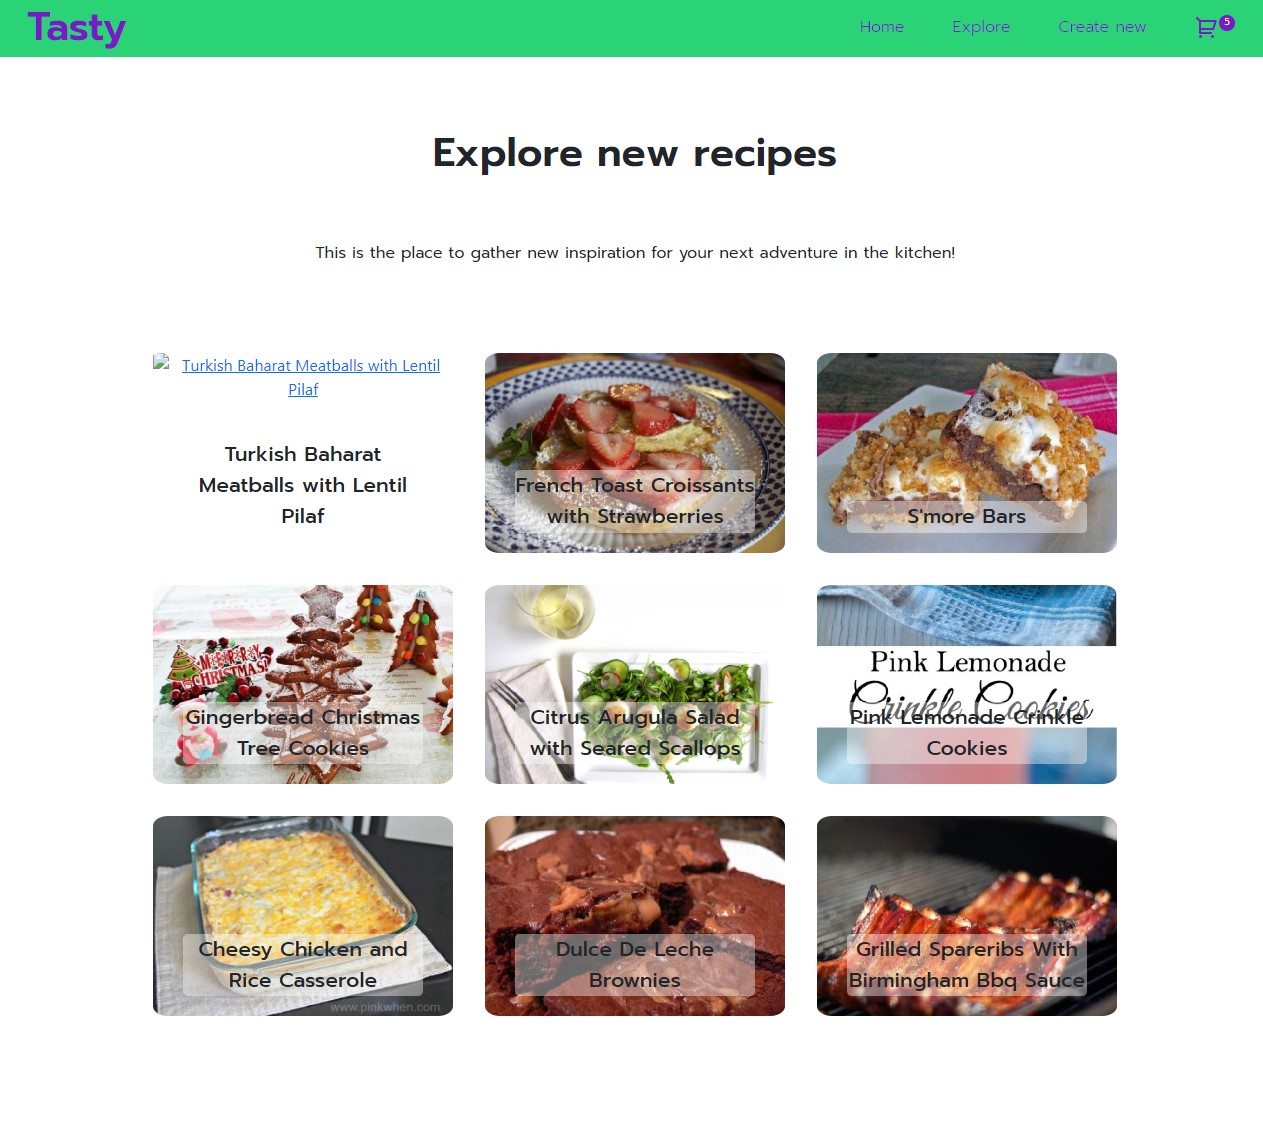 Tasty
Home
Explore
Create new
5
Explore new recipes
This is the place to gather new inspiration for your next adventure in the kitchen!
Turkish Baharat Meatballs with Lentil
Pilaf
Turkish Baharat
Meatballs with Lentil
Pilaf
French Toast Croissants
with Strawberries
S'more Bars
MERRY
CHRISTMAS!
Gingerbread Christmas
Tree Cookies
Citrus Arugula Salad
with Seared Scallops
Pink Lemonade
Crinkle Cookies
Pink Lemonade Crinkle
Cookies
Cheesy Chicken and
Rice Casserole
www.pinkwhen.com
Dulce De Leche
Brownies
Grilled Spareribs With
Birmingham Bbq Sauce